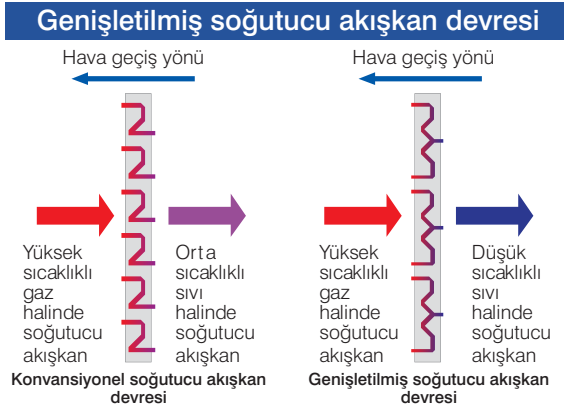 Genişletilmiş soğutucu akışkan devresi
Hava geçiş yönü
Yüksek
sıcaklıklı
gaz
halinde
soğutucu
akışkan
Orta
sıcaklıklı
sıvı
halinde
soğutucu
akışkan
Konvansiyonel soğutucu akışkan
devresi
Hava geçiş yönü
Yüksek
sıcaklıklı
gaz
halinde
soğutucu
akışkan
Düşük
sıcaklıklı
sıvı
halinde
soğutucu
akışkan
Genişletilmiş soğutucu akışkan
devresi